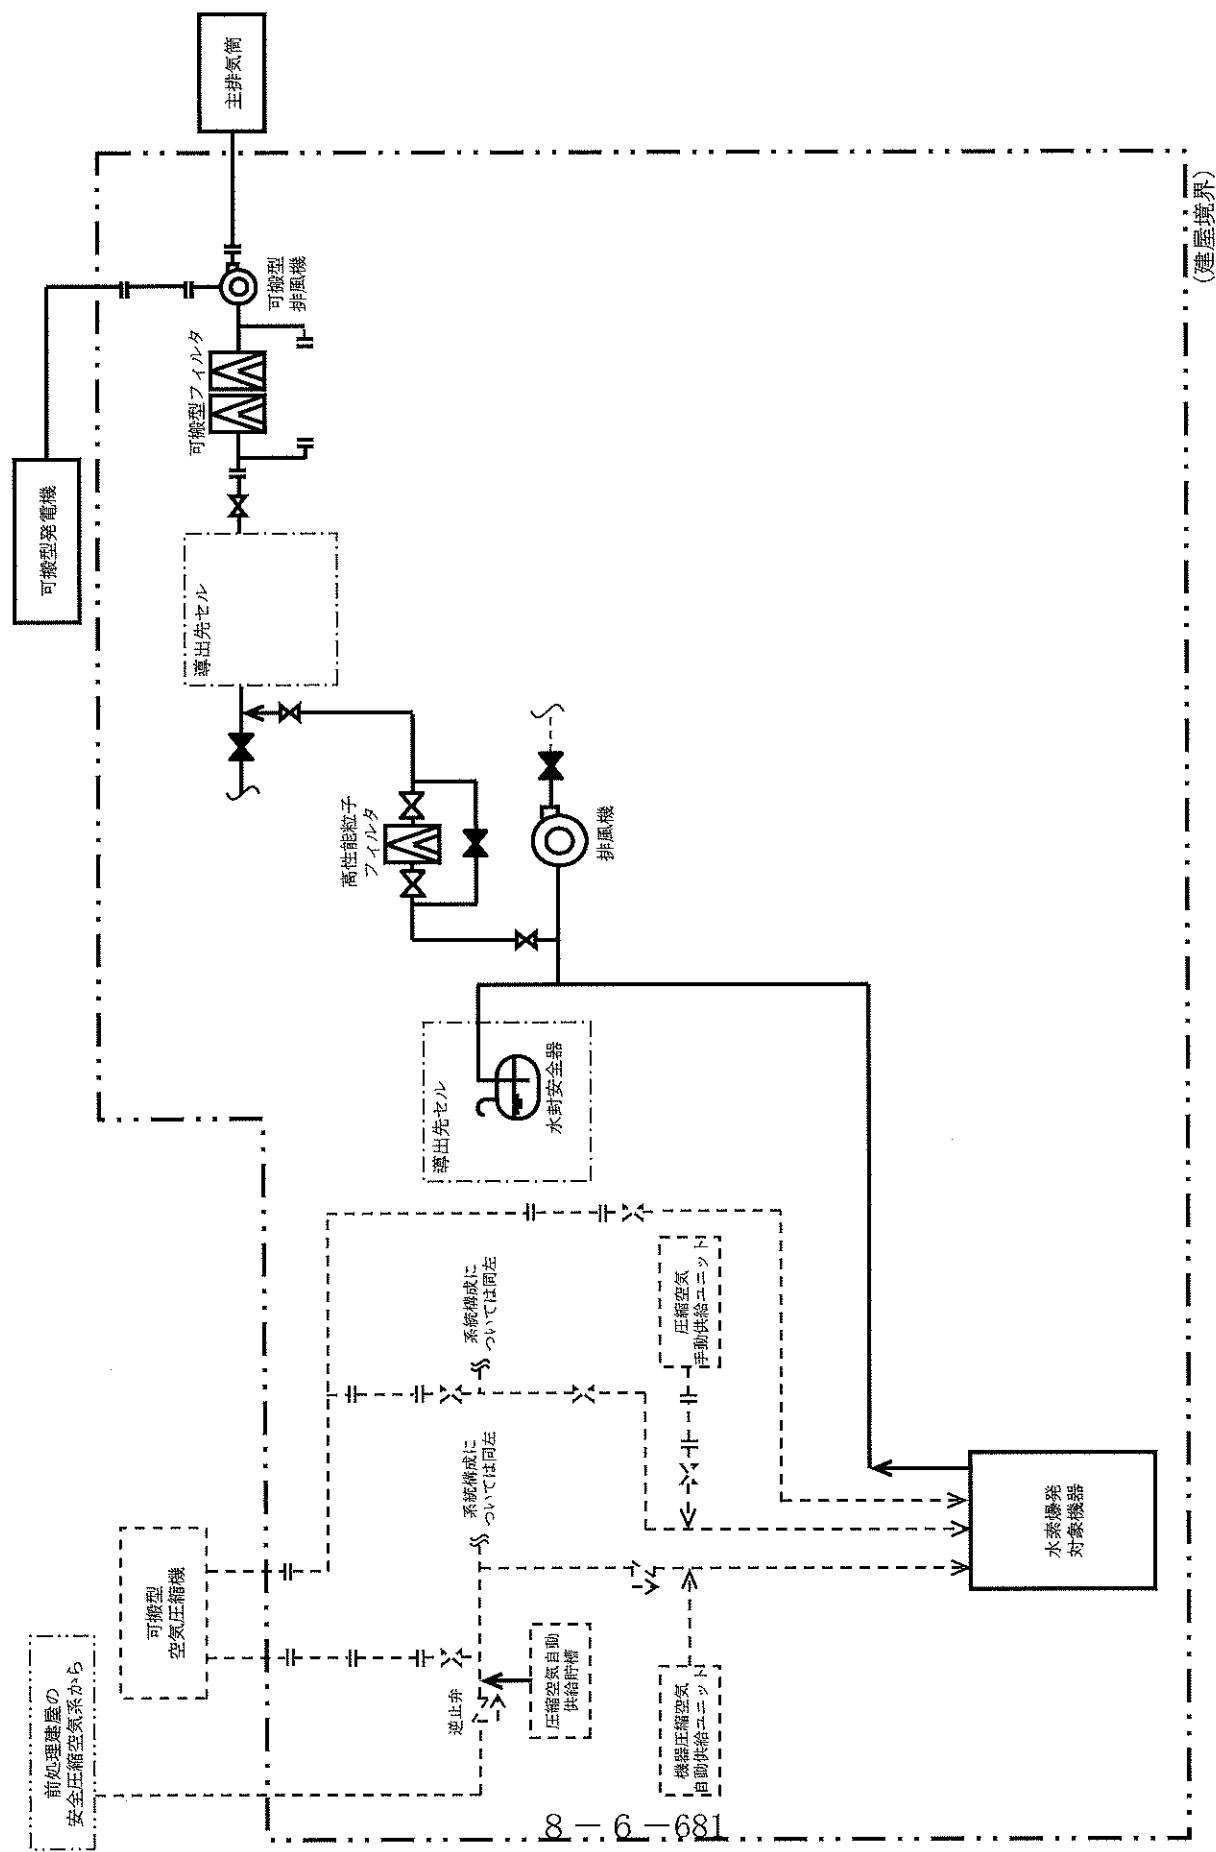 主排気筒
(建屋境界)
可搬型
排風機
可搬型フィルタ
可搬型発電機
導出先セル
高性能粒子
フィルタ
排風機
導出先セル
水封安全器
系統構成に
ついては同左
圧縮空気
手動供給ユニット
系統構成に
ついては同左
水素爆発
対象機器
可搬型
空気圧縮機
前処理建屋の
安全圧縮空気系から
逆止弁
圧縮空気自動
供給貯槽
機器圧縮空気
自動供給ユニット
8-6-681